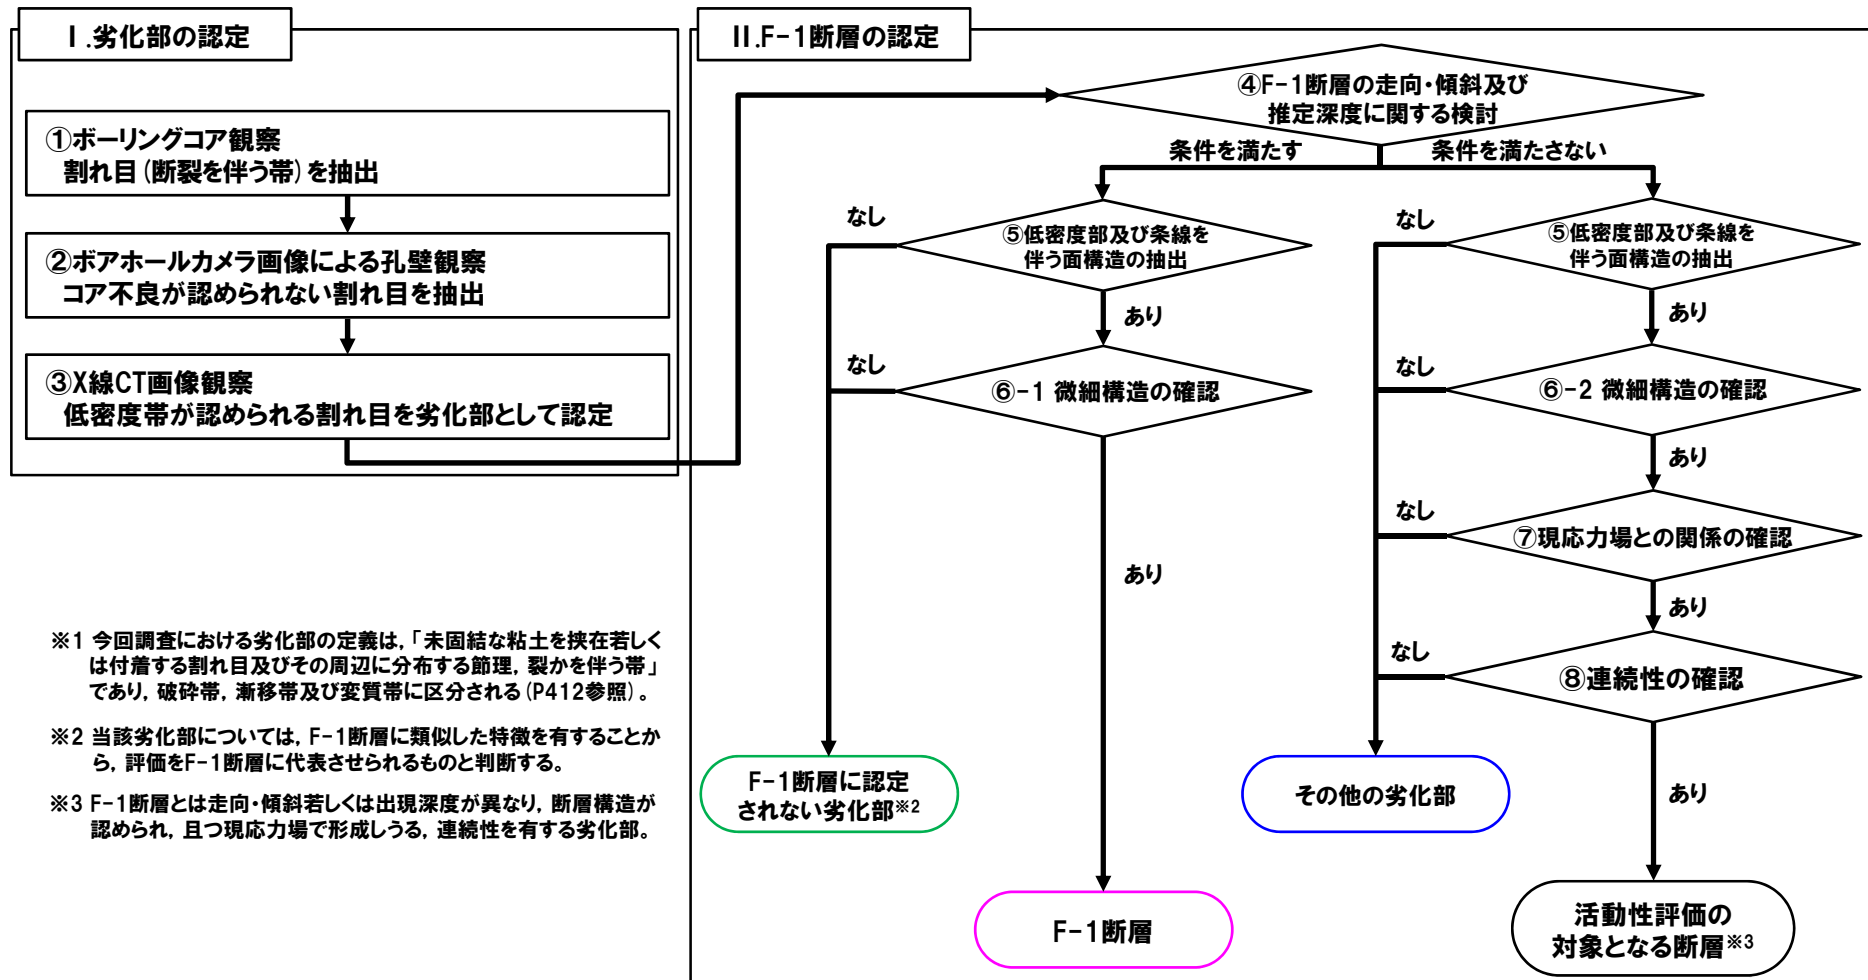 Ⅰ.劣化部の認定
①ボーリングコア観察
割れ目(断裂を伴う帯)を抽出
②ボアホールカメラ画像による孔壁観察
コア不良が認められない割れ目を抽出
③X線CT画像観察
低密度帯が認められる割れ目を劣化部として認定
※1 今回調査における劣化部の定義は,「未固結な粘土を挟在若しく
は付着する割れ目及びその周辺に分布する節理, 裂かを伴う帯」
であり, 破砕帯, 漸移帯及び変質帯に区分される(P412参照)。
※2 当該劣化部については, F-1断層に類似した特徴を有することか
ら, 評価をF-1断層に代表させられるものと判断する。
※3 F-1断層とは走向・傾斜若しくは出現深度が異なり, 断層構造が
認められ, 且つ現応力場で形成しうる, 連続性を有する劣化部。
Ⅱ.F-1断層の認定
④F-1断層の走向・傾斜及び
推定深度に関する検討
条件を満たす
条件を満たさない
なし
⑤低密度部及び条線を
伴う面構造の抽出
あり
なし
⑥-1 微細構造の確認
あり
F-1断層に認定
されない劣化部※2
F-1断層
なし
⑤低密度部及び条線を
伴う面構造の抽出
あり
なし
⑥-2 微細構造の確認
あり
なし
⑦現応力場との関係の確認
あり
なし
⑧連続性の確認
あり
その他の劣化部
活動性評価の
対象となる断層※3